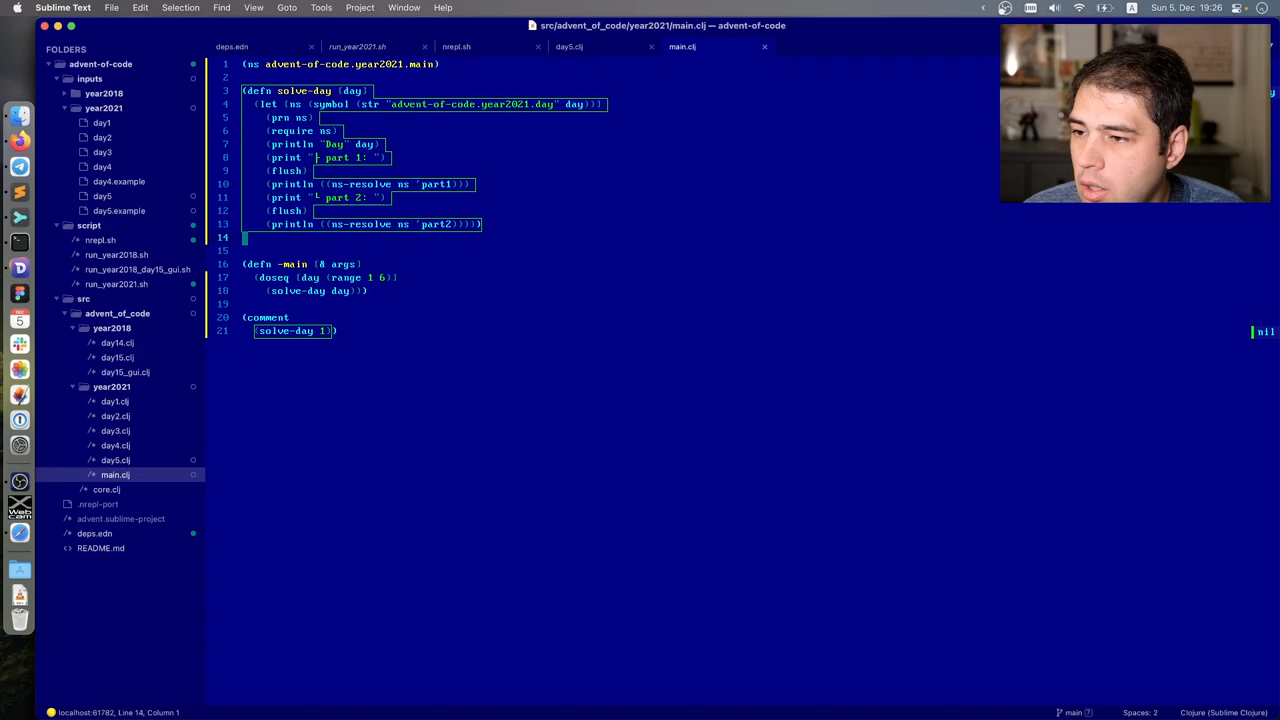 Sublime Text File Edit Selection Find View Goto Tools Project Window Help
A Sun 5. Dec 19:26
src/advent_of_code/year2021/main.clj — advent-of-code
FOLDERS
advent-of-code
inputs
year2018
year2021
day1
day2
day3
day4
day4.example
day5
day5.example
script
nrepl.sh
run_year2018.sh
run_year2018_day15_gui.sh
run_year2021.sh
src
advent_of_code
year2018
day14.clj
day15.clj
day15_gui.clj
year2021
day1.clj
day2.clj
day3.clj
day4.clj
day5.clj
main.clj
core.clj
.nrepl-port
advent.sublime-project
deps.edn
README.md
deps.edn run_year2021.sh nrepl.sh day5.clj main.clj
1 (ns advent-of-code.year2021.main)
2
3 (defn solve-day [day]
4 (let [ns (symbol (str "advent-of-code.year2021.day" day))]
5 (prn ns)
6 (require ns)
7 (println "Day" day)
8 (print "├ part 1: ")
9 (flush)
10 (println ((ns-resolve ns 'part1)))
11 (print "└ part 2: ")
12 (flush)
13 (println ((ns-resolve ns 'part2)))))
14
15
16 (defn -main [& args]
17 (doseq [day (range 1 6)]
18 (solve-day day)))
19
20 (comment
21 (solve-day 1))
nil
DEC
5
Web
cam
localhost:61782, Line 14, Column 1
main 7 Spaces: 2 Clojure (Sublime Clojure)